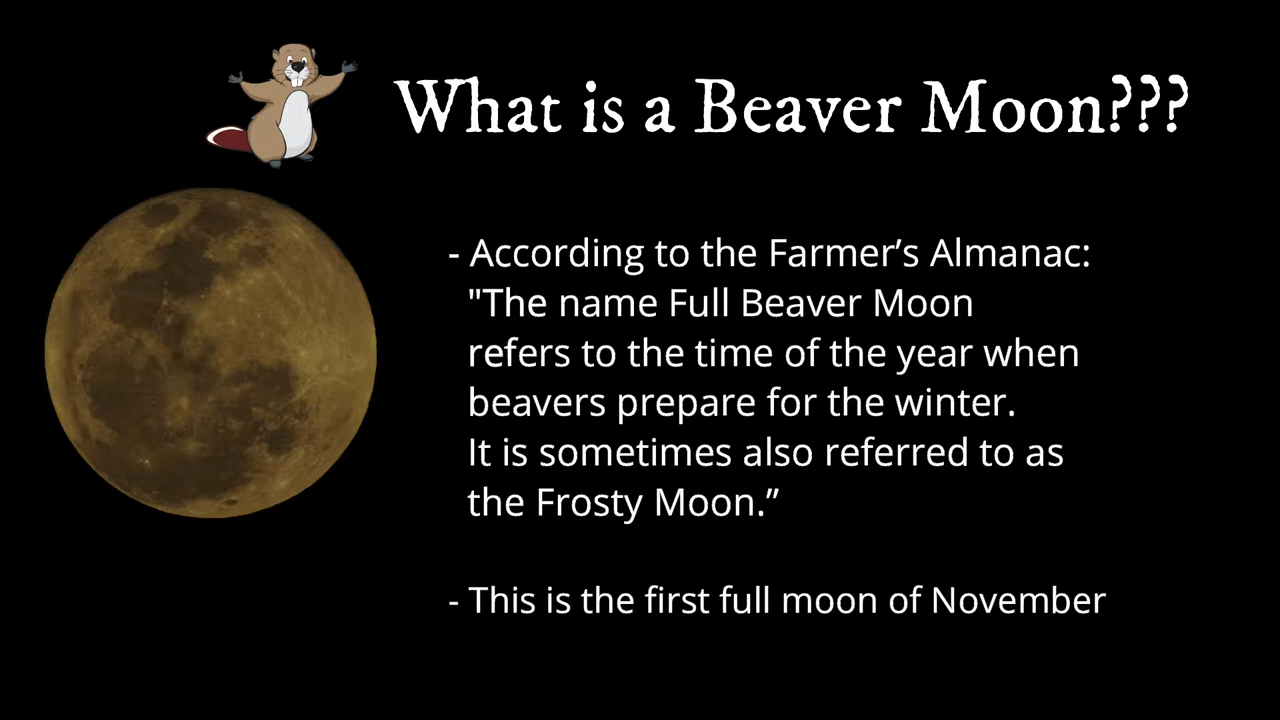 What is a Beaver Moon???
- According to the Farmer’s Almanac:
"The name Full Beaver Moon
refers to the time of the year when
beavers prepare for the winter.
It is sometimes also referred to as
the Frosty Moon.”
- This is the first full moon of November